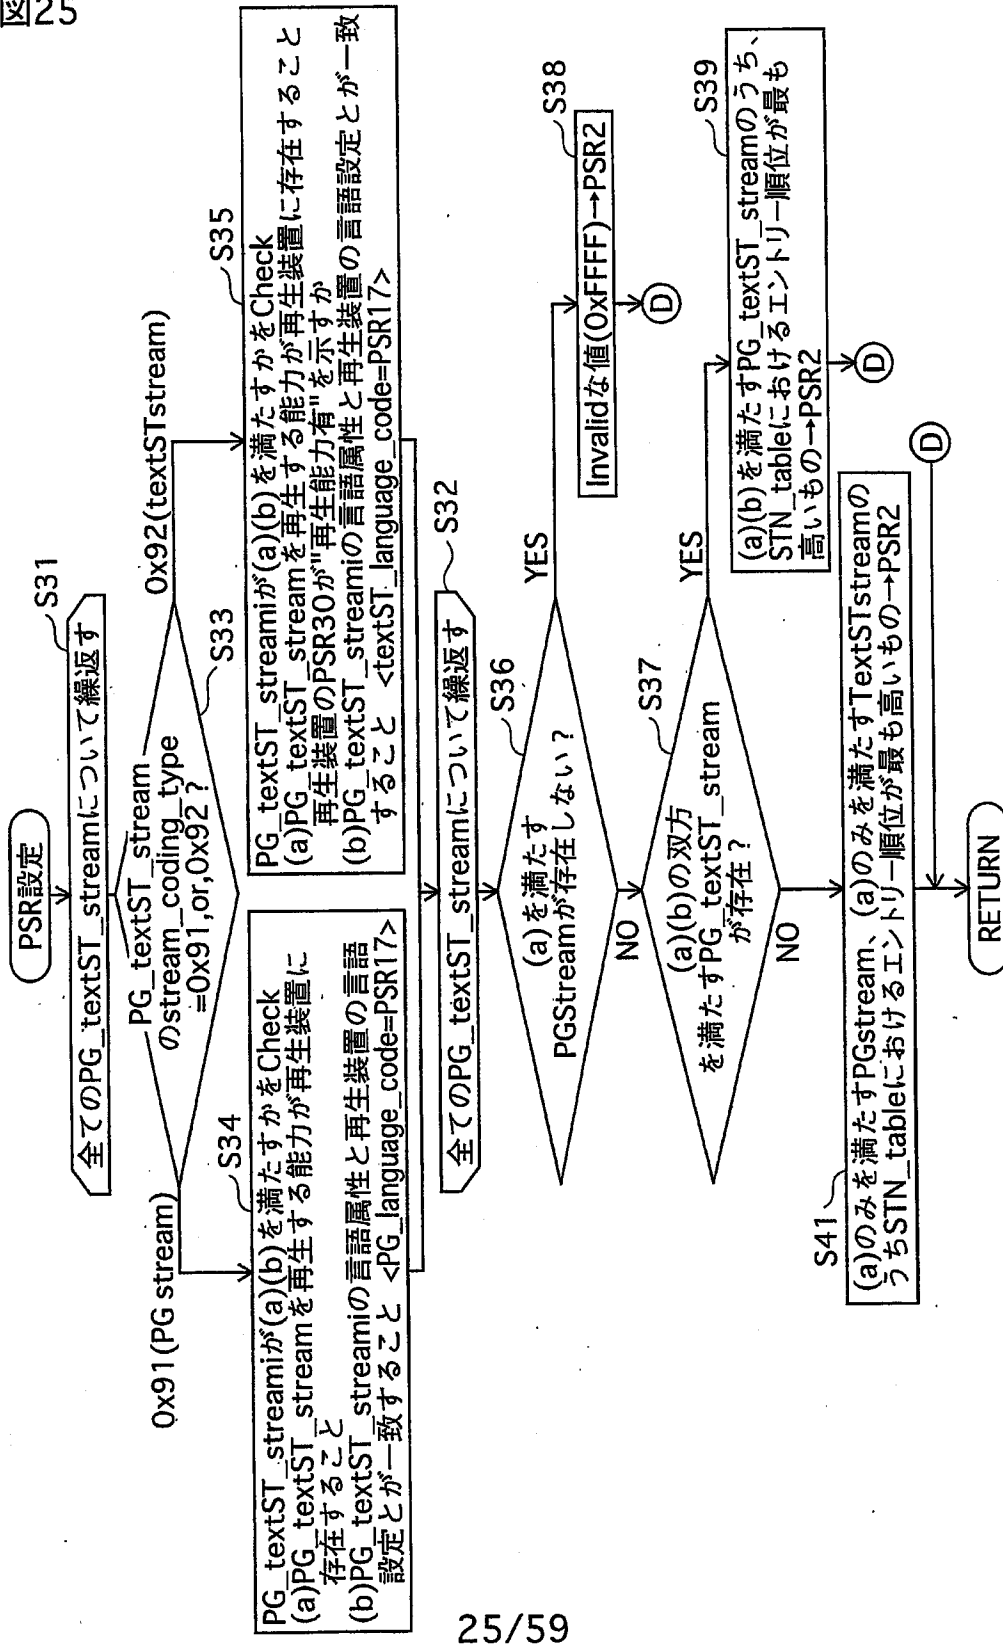 図25
PSR設定
S31
全てのPG_textST_streamについて繰返す
PG_textST_stream
のstream_coding_type
=0x91,or,0x92?
S33
0x91(PG stream)
0x92(textSTstream)
S34
PG_textST_streamiが(a)(b)を満たすかをCheck
(a)PG_textST_streamを再生する能力が再生装置に
存在すること
(b)PG_textST_streamiの言語属性と再生装置の言語
設定とが一致すること <PG_language_code=PSR17>
S35
PG_textST_streamiが(a)(b)を満たすかをCheck
(a)PG_textST_streamを再生する能力が再生装置に存在すること
再生装置のPSR30が"再生能力有"を示すか
(b)PG_textST_streamiの言語属性と再生装置の言語設定とが一致
すること <textST_language_code=PSR17>
S32
全てのPG_textST_streamについて繰返す
S36
(a)を満たす
PGStreamが存在しない?
YES
NO
S38
Invalidな値(0xFFFF)→PSR2
D
S37
(a)(b)の双方
を満たすPG_textST_stream
が存在?
YES
NO
S39
(a)(b)を満たすPG_textST_streamのうち、
STN_tableにおけるエントリー順位が最も
高いもの→PSR2
D
S41
(a)のみを満たすPGstream、(a)のみを満たすTextSTstreamの
うちSTN_tableにおけるエントリー順位が最も高いもの→PSR2
D
RETURN
25/59